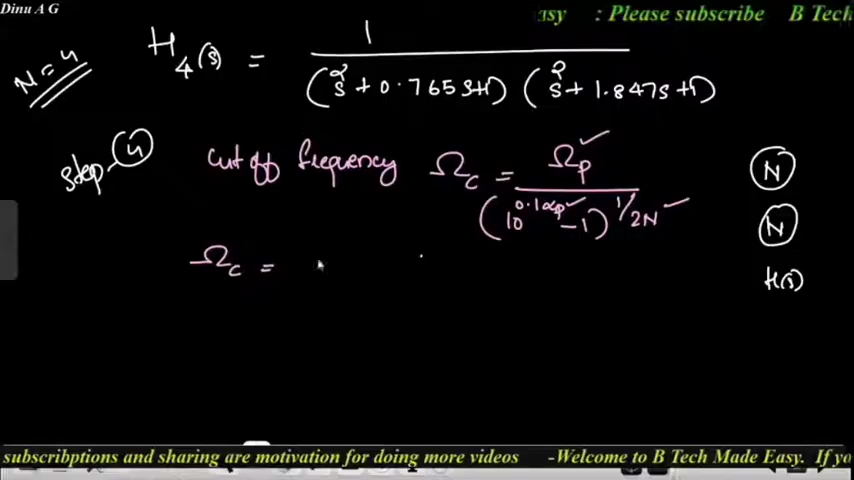 Dinu A G
asy : Please subscribe B Tech
N=4 H₄(s) = 1 / (s²+0.765s+1) (s²+1.847s+1)
step 4 cut off frequency Ωc = Ωp / (10^0.1αp −1)^1/2N
N
N
Ωc =
H(s)
subscribptions and sharing are motivation for doing more videos -Welcome to B Tech Made Easy. If yo